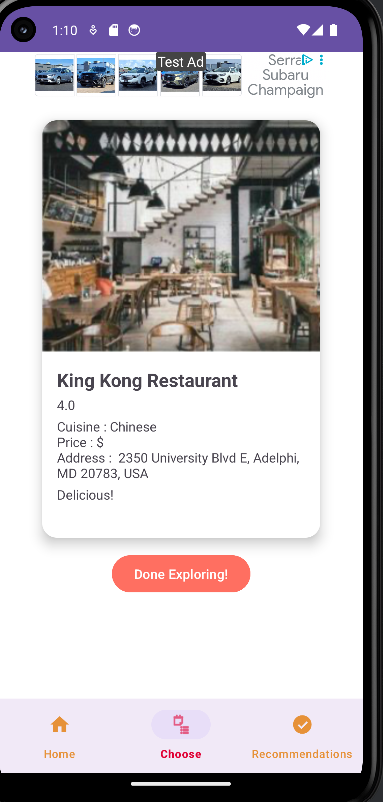 1:10
Test Ad
Serra
Subaru
Champaign
King Kong Restaurant
4.0
Cuisine : Chinese
Price : $
Address :  2350 University Blvd E, Adelphi,
MD 20783, USA
Delicious!
Done Exploring!
Home
Choose
Recommendations